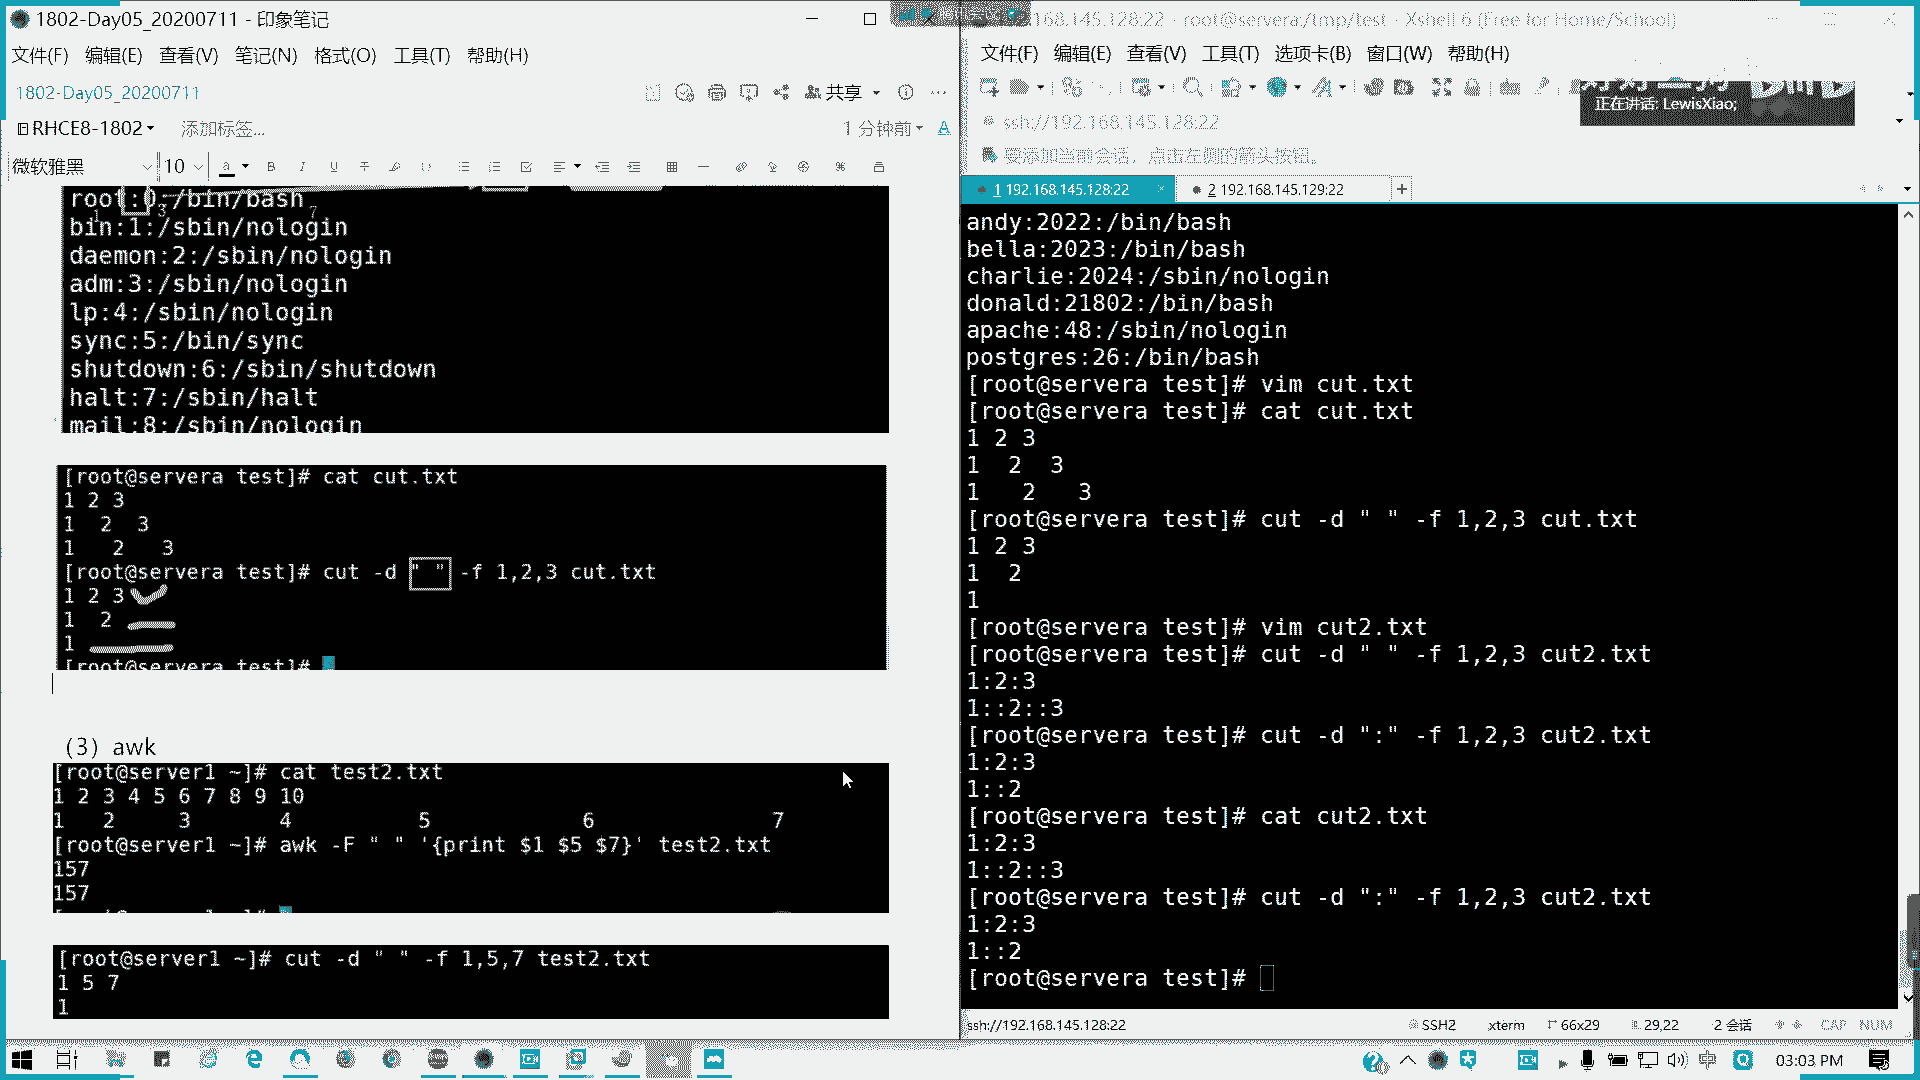 1802-Day05_20200711 - 印象笔记
文件(F) 编辑(E) 查看(V) 笔记(N) 格式(O) 工具(T) 帮助(H)
1802-Day05_20200711
共享
RHCE8-1802
添加标签...
1 分钟前
微软雅黑 10
root:0:/bin/bash
bin:1:/sbin/nologin
daemon:2:/sbin/nologin
adm:3:/sbin/nologin
lp:4:/sbin/nologin
sync:5:/bin/sync
shutdown:6:/sbin/shutdown
halt:7:/sbin/halt
mail:8:/sbin/nologin
[root@servera test]# cat cut.txt
1 2 3
1  2  3
1   2   3
[root@servera test]# cut -d " " -f 1,2,3 cut.txt
1 2 3
1  2
1
[root@servera test]#
（3）awk
[root@server1 ~]# cat test2.txt
1 2 3 4 5 6 7 8 9 10
1   2     3       4          5            6              7
[root@server1 ~]# awk -F " " '{print $1 $5 $7}' test2.txt
157
157
[root@server1 ~]# cut -d " " -f 1,5,7 test2.txt
1 5 7
1
192.168.145.128:22 - root@servera:/tmp/test - Xshell 6 (Free for Home/School)
文件(F) 编辑(E) 查看(V) 工具(T) 选项卡(B) 窗口(W) 帮助(H)
正在讲话: LewisXiao;
ssh://192.168.145.128:22
要添加当前会话，点击左侧的箭头按钮。
1 192.168.145.128:22
2 192.168.145.129:22
andy:2022:/bin/bash
bella:2023:/bin/bash
charlie:2024:/sbin/nologin
donald:21802:/bin/bash
apache:48:/sbin/nologin
postgres:26:/bin/bash
[root@servera test]# vim cut.txt
[root@servera test]# cat cut.txt
1 2 3
1  2  3
1   2   3
[root@servera test]# cut -d " " -f 1,2,3 cut.txt
1 2 3
1  2
1
[root@servera test]# vim cut2.txt
[root@servera test]# cut -d " " -f 1,2,3 cut2.txt
1:2:3
1::2::3
[root@servera test]# cut -d ":" -f 1,2,3 cut2.txt
1:2:3
1::2
[root@servera test]# cat cut2.txt
1:2:3
1::2::3
[root@servera test]# cut -d ":" -f 1,2,3 cut2.txt
1:2:3
1::2
[root@servera test]#
ssh://192.168.145.128:22
SSH2 xterm 66x29 29,22 2 会话 CAP NUM
中 03:03 PM